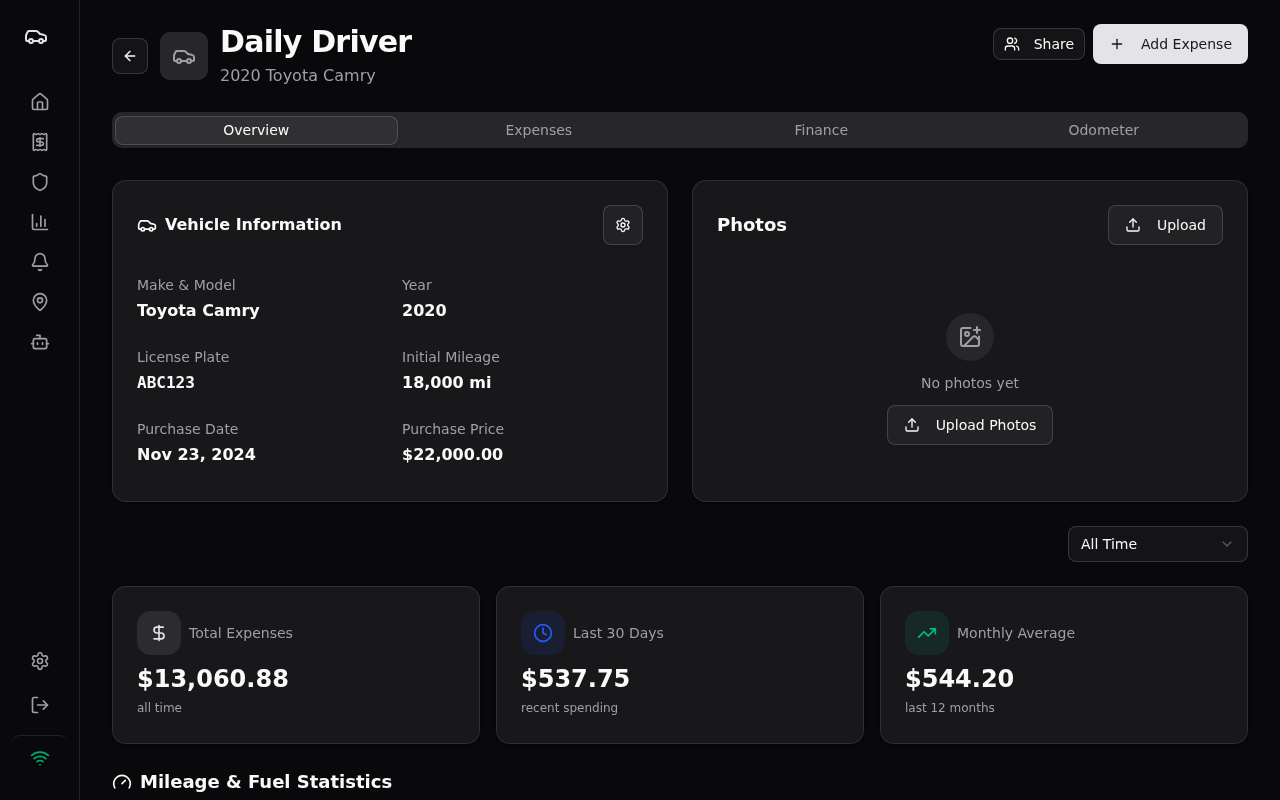 Daily Driver
2020 Toyota Camry
Share
Add Expense
Overview
Expenses
Finance
Odometer
Vehicle Information
Make & Model
Toyota Camry
Year
2020
License Plate
ABC123
Initial Mileage
18,000 mi
Purchase Date
Nov 23, 2024
Purchase Price
$22,000.00
Photos
Upload
No photos yet
Upload Photos
All Time
Total Expenses
$13,060.88
all time
Last 30 Days
$537.75
recent spending
Monthly Average
$544.20
last 12 months
Mileage & Fuel Statistics